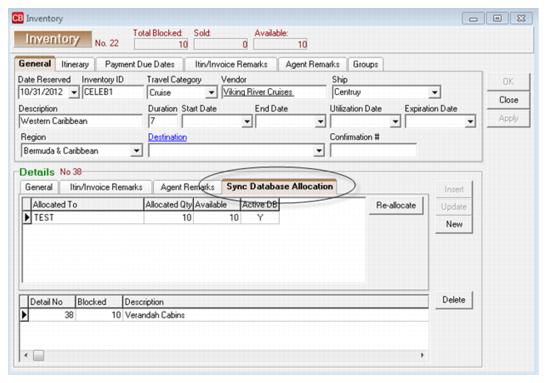 CB Inventory
Inventory No. 22
Total Blocked: Sold: Available:
10 0 10
General Itinerary Payment Due Dates Itin/Invoice Remarks Agent Remarks Groups
Date Reserved Inventory ID Travel Category Vendor Ship
10/31/2012 CELEB1 Cruise Viking River Cruises Centruy
OK
Close
Apply
Description Duration Start Date End Date Utilization Date Expiration Date
Western Caribbean 7
Region Destination Confirmation #
Bermuda & Caribbean
Details No 38
General Itin/Invoice Remarks Agent Remarks Sync Database Allocation
Allocated To Allocated Qty Available Active DB
TEST 10 10 Y
Re-allocate
Insert
Update
New
Detail No Blocked Description
38 10 Verandah Cabins
Delete